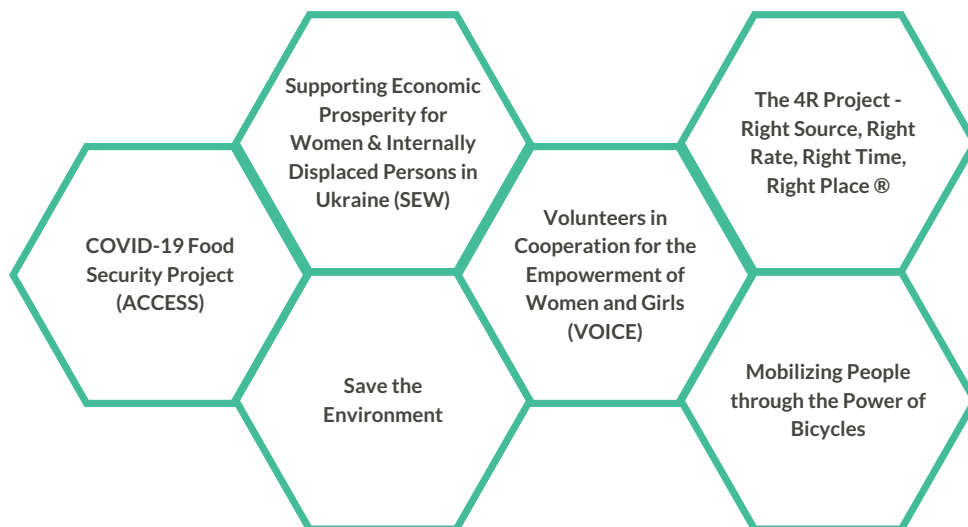 Supporting Economic
Prosperity for
Women & Internally
Displaced Persons in
Ukraine (SEW)
The 4R Project -
Right Source, Right
Rate, Right Time,
Right Place ®
COVID-19 Food
Security Project
(ACCESS)
Volunteers in
Cooperation for the
Empowerment of
Women and Girls
(VOICE)
Save the
Environment
Mobilizing People
through the Power of
Bicycles